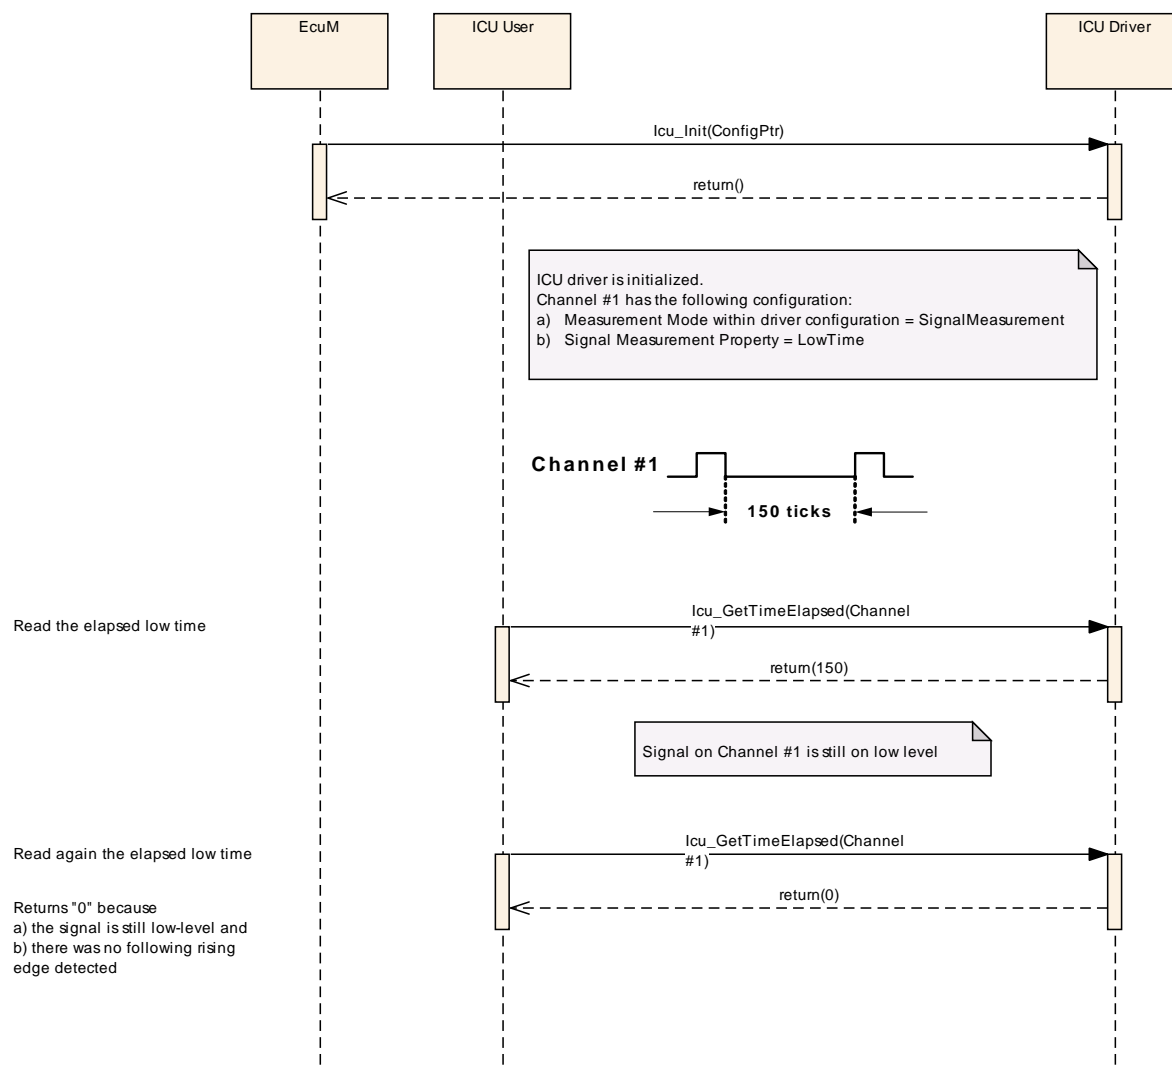 EcuM
ICU User
ICU Driver
Icu_Init(ConfigPtr)
return()
ICU driver is initialized.
Channel #1 has the following configuration:
a) Measurement Mode within driver configuration = SignalMeasurement
b) Signal Measurement Property = LowTime
Channel #1
150 ticks
Read the elapsed low time
Icu_GetTimeElapsed(Channel
#1)
return(150)
Signal on Channel #1 is still on low level
Read again the elapsed low time
Icu_GetTimeElapsed(Channel
#1)
return(0)
Returns "0" because
a) the signal is still low-level and
b) there was no following rising
edge detected